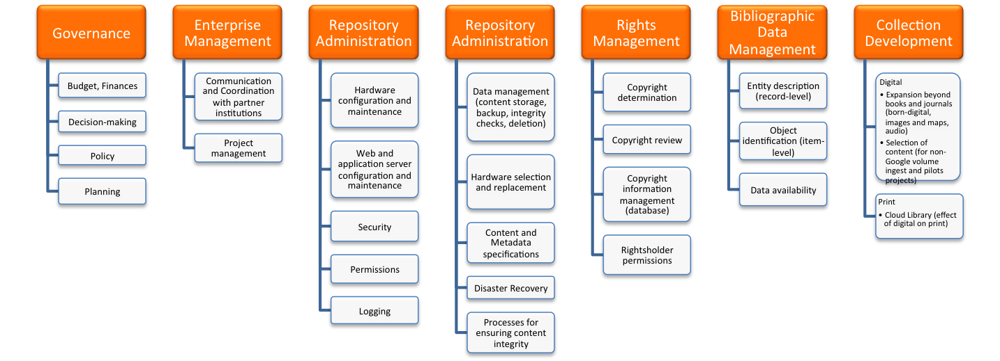 Governance
Budget, Finances
Decision-making
Policy
Planning
Enterprise
Management
Communication
and Coordination
with partner
institutions
Project
management
Repository
Administration
Hardware
configuration and
maintenance
Web and
application server
configuration and
maintenance
Security
Permissions
Logging
Repository
Administration
Data management
(content storage,
backup, integrity
checks, deletion)
Hardware selection
and replacement
Content and
Metadata
specifications
Disaster Recovery
Processes for
ensuring content
integrity
Rights
Management
Copyright
determination
Copyright review
Copyright
information
management
(database)
Rightsholder
permissions
Bibliographic
Data
Management
Entity description
(record-level)
Object
identification (item-
level)
Data availability
Collection
Development
Digital
• Expansion beyond
books and journals
(born-digital,
images and maps,
audio)
• Selection of
content (for non-
Google volume
ingest and pilots
projects)
Print
• Cloud Library (effect
of digital on print)